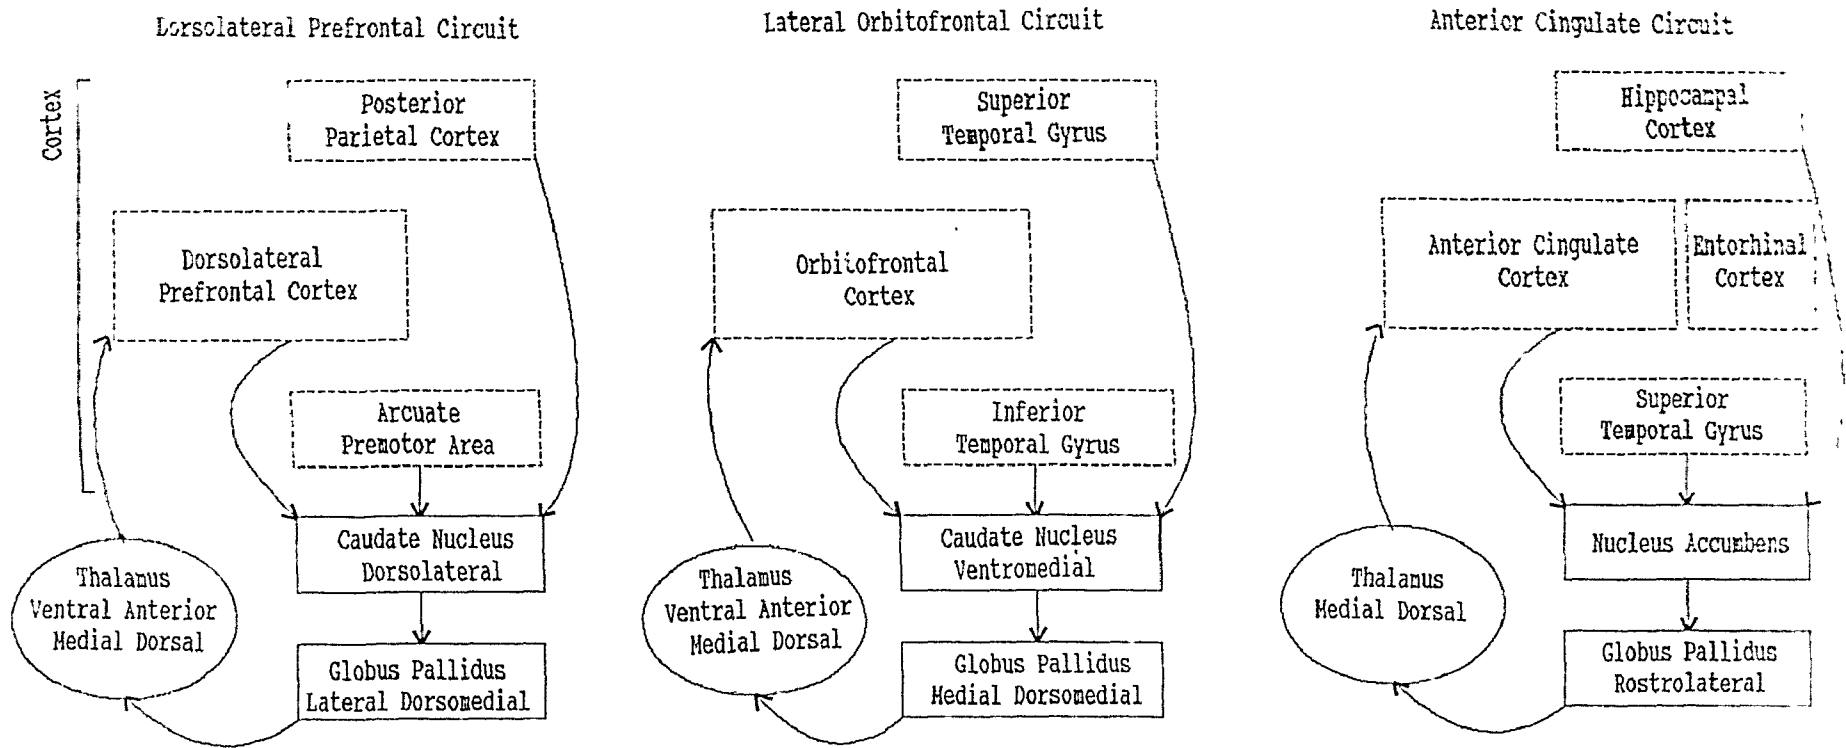 Dorsolateral Prefrontal Circuit
Cortex
Posterior
Parietal Cortex
Dorsolateral
Prefrontal Cortex
Arcuate
Premotor Area
Caudate Nucleus
Dorsolateral
Thalamus
Ventral Anterior
Medial Dorsal
Globus Pallidus
Lateral Dorsomedial
Lateral Orbitofrontal Circuit
Superior
Temporal Gyrus
Orbitofrontal
Cortex
Inferior
Temporal Gyrus
Caudate Nucleus
Ventromedial
Thalamus
Ventral Anterior
Medial Dorsal
Globus Pallidus
Medial Dorsomedial
Anterior Cingulate Circuit
Hippocampal
Cortex
Anterior Cingulate
Cortex
Entorhinal
Cortex
Superior
Temporal Gyrus
Nucleus Accumbens
Thalamus
Medial Dorsal
Globus Pallidus
Rostrolateral